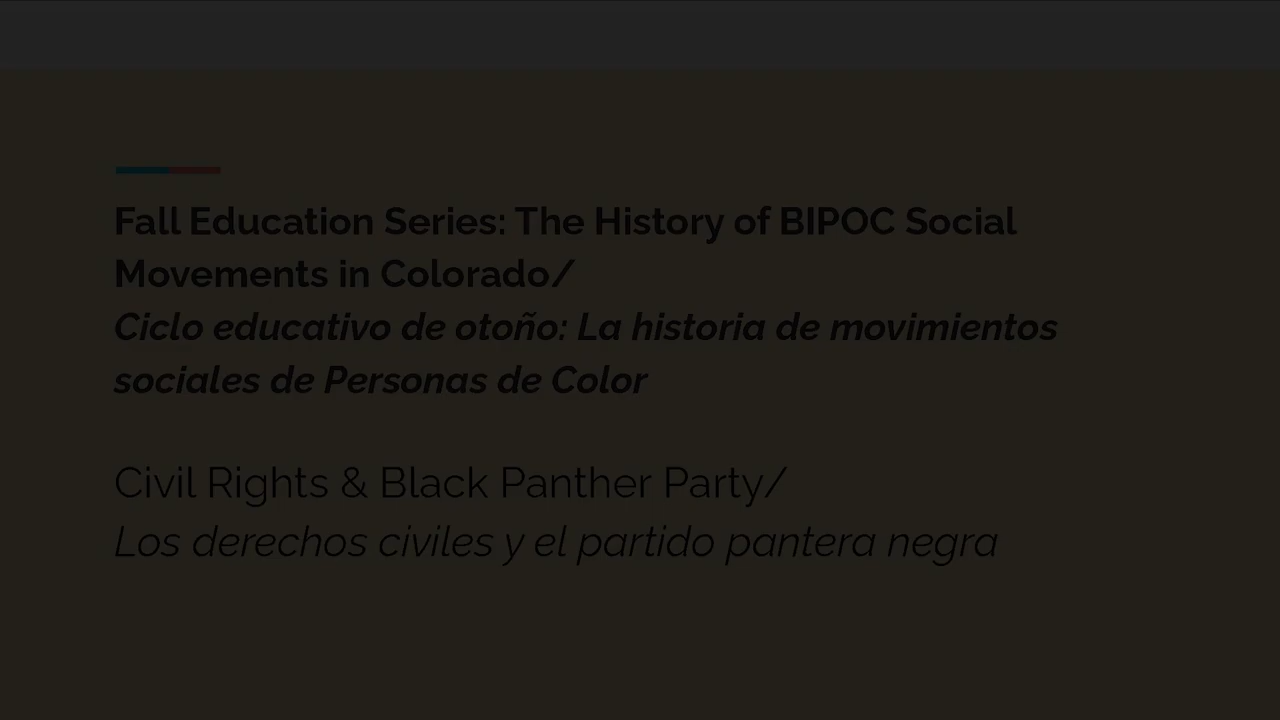 Fall Education Series: The History of BIPOC Social
Movements in Colorado/
Ciclo educativo de otoño: La historia de movimientos
sociales de Personas de Color
Civil Rights & Black Panther Party/
Los derechos civiles y el partido pantera negra